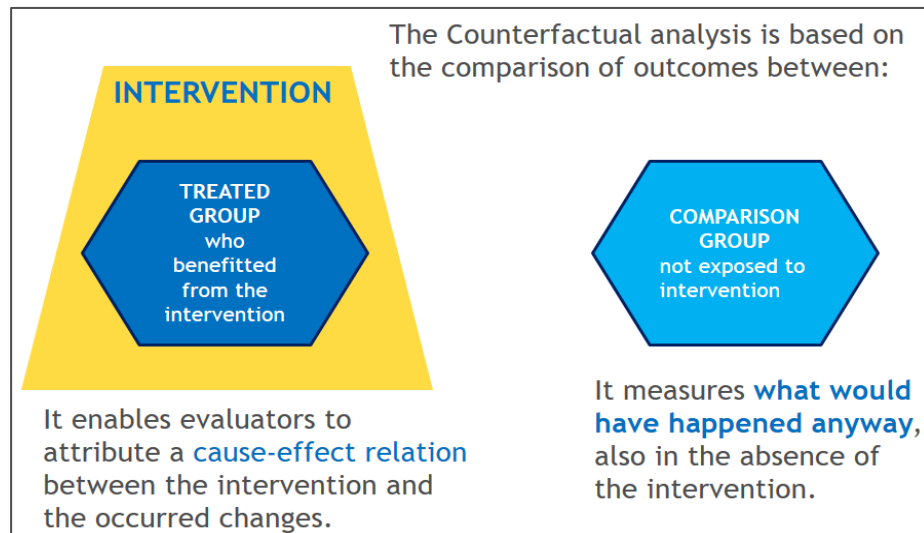 The Counterfactual analysis is based on
the comparison of outcomes between:
INTERVENTION
TREATED
GROUP
who
benefitted
from the
intervention
COMPARISON
GROUP
not exposed to
intervention
It enables evaluators to
attribute a cause-effect relation
between the intervention and
the occurred changes.
It measures what would
have happened anyway,
also in the absence of
the intervention.